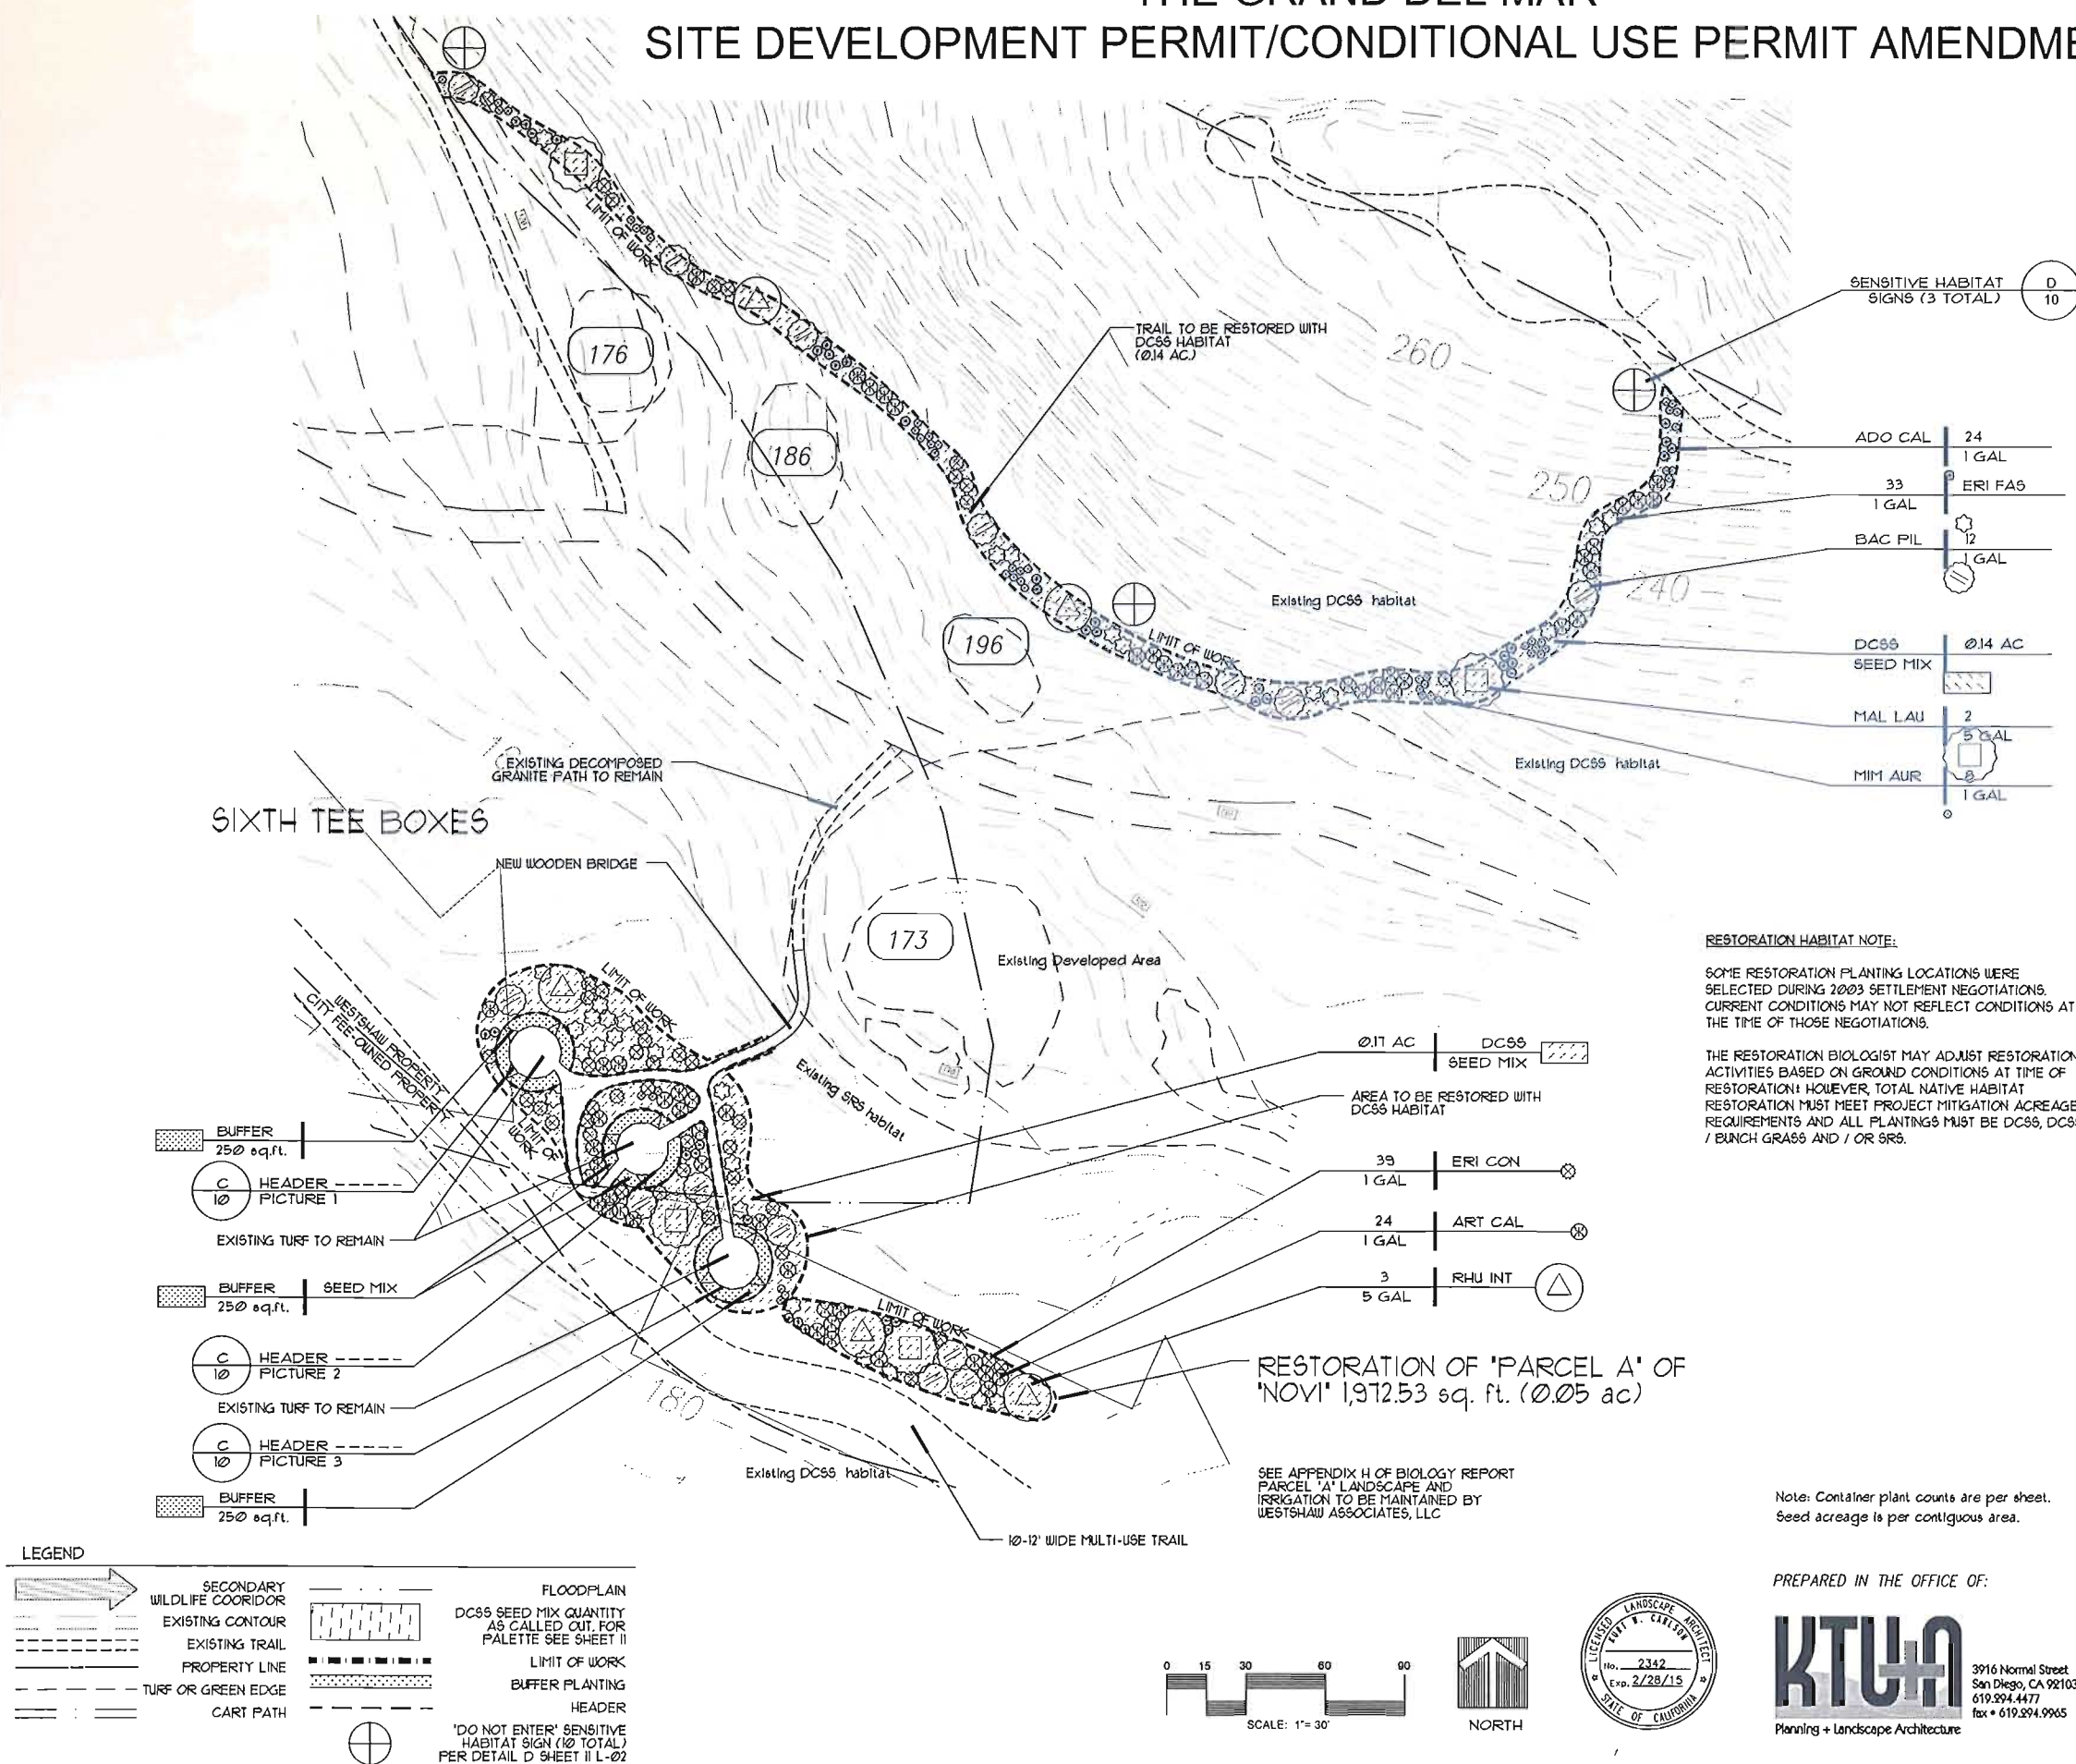 SITE DEVELOPMENT PERMIT/CONDITIONAL USE PERMIT AMENDME
LIMIT OF WORK
176
186
196
173
TRAIL TO BE RESTORED WITH
DCSS HABITAT
(0.14 AC.)
260
250
240
SENSITIVE HABITAT
SIGNS (3 TOTAL)
D
10
ADO CAL 24
1 GAL
33 ERI FAS
1 GAL
BAC PIL 12
1 GAL
DCSS 0.14 AC
SEED MIX
MAL LAU 2
5 GAL
MIM AUR 8
1 GAL
Existing DCSS habitat
LIMIT OF WORK
Existing DCSS habitat
EXISTING DECOMPOSED
GRANITE PATH TO REMAIN
SIXTH TEE BOXES
NEW WOODEN BRIDGE
Existing Developed Area
LIMIT OF WORK
WESTSHAW PROPERTY
CITY FEE-OWNED PROPERTY
LIMIT OF
WORK
Existing SRS habitat
RESTORATION HABITAT NOTE:
SOME RESTORATION PLANTING LOCATIONS WERE
SELECTED DURING 2003 SETTLEMENT NEGOTIATIONS.
CURRENT CONDITIONS MAY NOT REFLECT CONDITIONS AT
THE TIME OF THOSE NEGOTIATIONS.
THE RESTORATION BIOLOGIST MAY ADJUST RESTORATION
ACTIVITIES BASED ON GROUND CONDITIONS AT TIME OF
RESTORATION; HOWEVER, TOTAL NATIVE HABITAT
RESTORATION MUST MEET PROJECT MITIGATION ACREAGE
REQUIREMENTS AND ALL PLANTINGS MUST BE DCSS, DCSS
/ BUNCH GRASS AND / OR SRS.
0.17 AC DCSS
SEED MIX
AREA TO BE RESTORED WITH
DCSS HABITAT
39 ERI CON
1 GAL
24 ART CAL
1 GAL
3 RHU INT
5 GAL
BUFFER
250 sq.ft.
C HEADER
10 PICTURE 1
EXISTING TURF TO REMAIN
BUFFER SEED MIX
250 sq.ft.
C HEADER
10 PICTURE 2
EXISTING TURF TO REMAIN
C HEADER
10 PICTURE 3
BUFFER
250 sq.ft.
LIMIT OF WORK
180
RESTORATION OF 'PARCEL A' OF
'NOVI' 1,972.53 sq. ft. (0.05 ac)
Existing DCSS habitat
SEE APPENDIX H OF BIOLOGY REPORT
PARCEL 'A' LANDSCAPE AND
IRRIGATION TO BE MAINTAINED BY
WESTSHAW ASSOCIATES, LLC
10-12' WIDE MULTI-USE TRAIL
Note: Container plant counts are per sheet.
Seed acreage is per contiguous area.
LEGEND
SECONDARY
WILDLIFE COORIDOR
EXISTING CONTOUR
EXISTING TRAIL
PROPERTY LINE
TURF OR GREEN EDGE
CART PATH
FLOODPLAIN
DCSS SEED MIX QUANTITY
AS CALLED OUT. FOR
PALETTE SEE SHEET 11
LIMIT OF WORK
BUFFER PLANTING
HEADER
'DO NOT ENTER' SENSITIVE
HABITAT SIGN (10 TOTAL)
PER DETAIL D SHEET 11 L-02
0 15 30 60 90
SCALE: 1"= 30'
NORTH
LICENSED LANDSCAPE ARCHITECT
KURT W. CARLSON
No. 2342
Exp. 2/28/15
STATE OF CALIFORNIA
PREPARED IN THE OFFICE OF:
KTU+A
Planning + Landscape Architecture
3916 Normal Street
San Diego, CA 92103
619.294.4477
fax • 619.294.9965